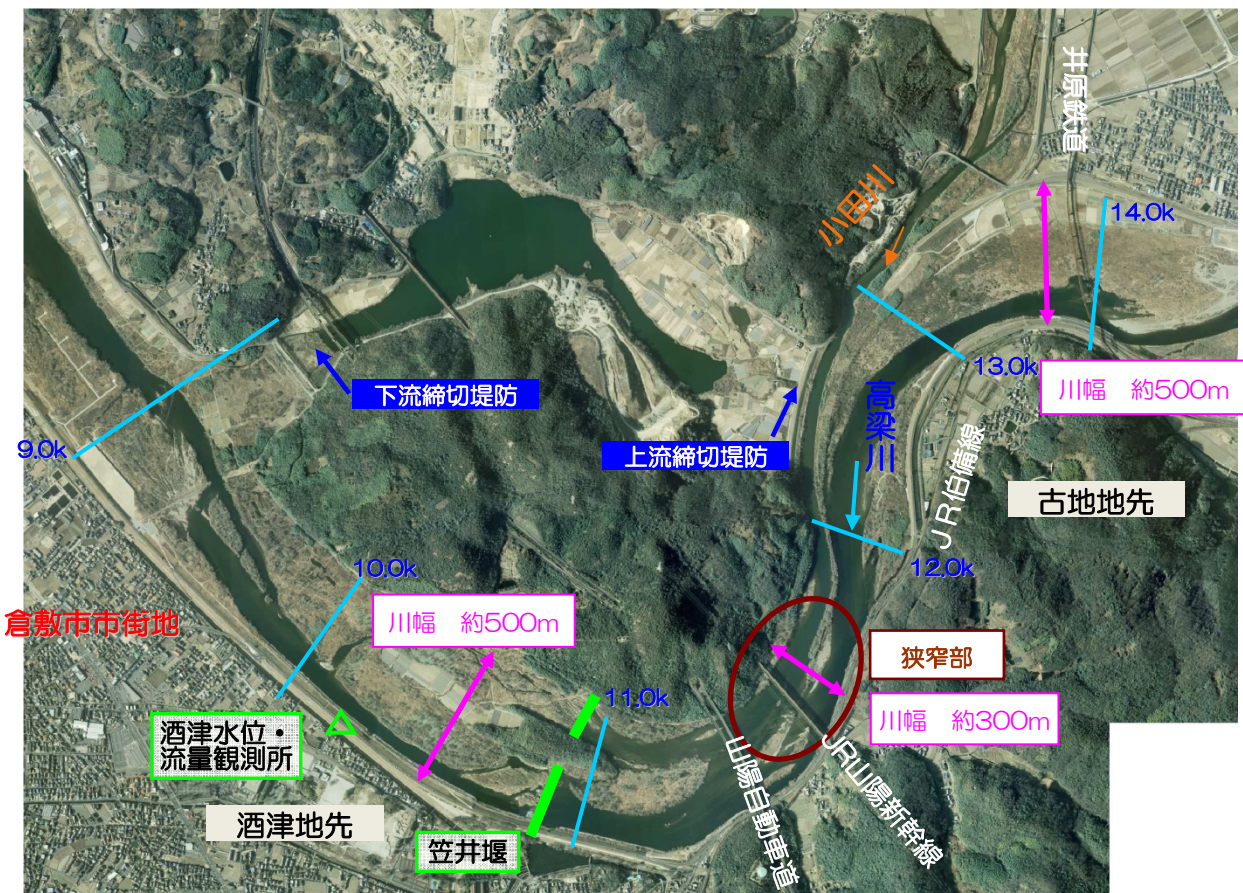 井原鉄道
小田川
14.0k
13.0k
川幅　約500m
下流締切堤防
高梁川
9.0k
上流締切堤防
JR伯備線
古地地先
12.0k
10.0k
倉敷市市街地
川幅　約500m
狭窄部
11.0k
川幅　約300m
酒津水位・
流量観測所
山陽自動車道
JR山陽新幹線
酒津地先
笠井堰